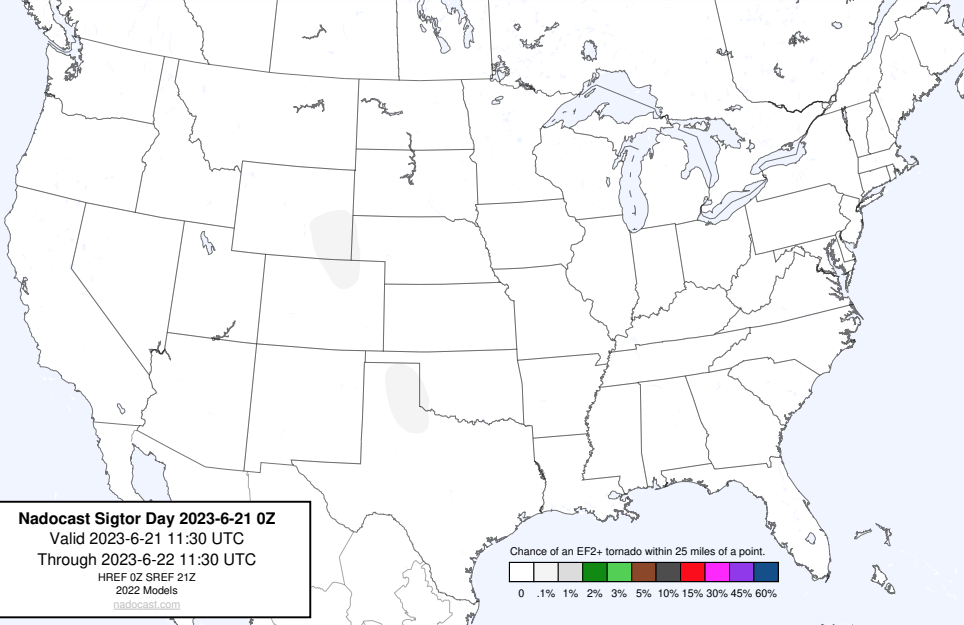 Nadocast Sigtor Day 2023-6-21 0Z
Valid 2023-6-21 11:30 UTC
Through 2023-6-22 11:30 UTC
HREF 0Z SREF 21Z
2022 Models
nadocast.com
Chance of an EF2+ tornado within 25 miles of a point.
0 .1% 1% 2% 3% 5% 10% 15% 30% 45% 60%